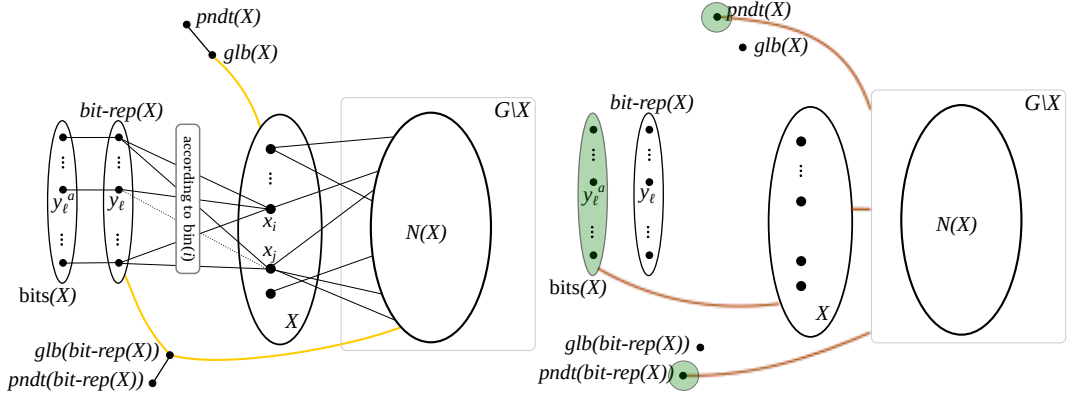 pndt(X)
glb(X)
bit-rep(X)
G\X
according to bin(i)
⋮
⋮
y_ℓ^a
y_ℓ
x_i
N(X)
⋮
⋮
x_j
bits(X)
X
glb(bit-rep(X))
pndt(bit-rep(X))
pndt(X)
glb(X)
bit-rep(X)
G\X
⋮
⋮
⋮
y_ℓ^a
y_ℓ
N(X)
⋮
⋮
bits(X)
X
glb(bit-rep(X))
pndt(bit-rep(X))